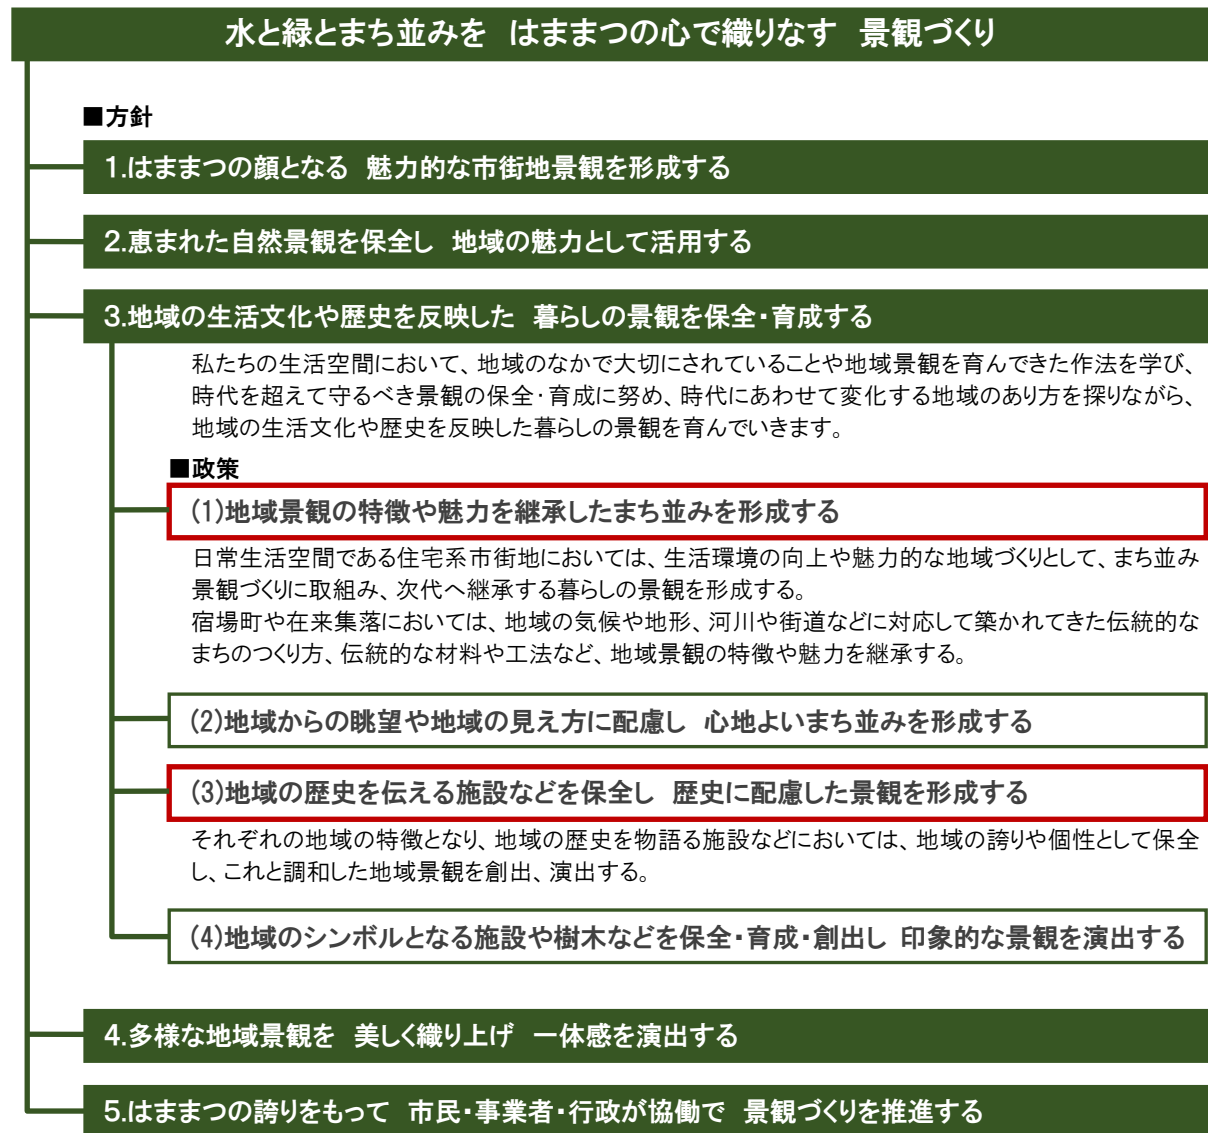 水と緑とまち並みを　はままつの心で織りなす　景観づくり
■方針
1.はままつの顔となる　魅力的な市街地景観を形成する
2.恵まれた自然景観を保全し　地域の魅力として活用する
3.地域の生活文化や歴史を反映した　暮らしの景観を保全・育成する
私たちの生活空間において、地域のなかで大切にされていることや地域景観を育んできた作法を学び、
時代を超えて守るべき景観の保全・育成に努め、時代にあわせて変化する地域のあり方を探りながら、
地域の生活文化や歴史を反映した暮らしの景観を育んでいきます。
■政策
(1)地域景観の特徴や魅力を継承したまち並みを形成する
日常生活空間である住宅系市街地においては、生活環境の向上や魅力的な地域づくりとして、まち並み
景観づくりに取組み、次代へ継承する暮らしの景観を形成する。
宿場町や在来集落においては、地域の気候や地形、河川や街道などに対応して築かれてきた伝統的な
まちのつくり方、伝統的な材料や工法など、地域景観の特徴や魅力を継承する。
(2)地域からの眺望や地域の見え方に配慮し　心地よいまち並みを形成する
(3)地域の歴史を伝える施設などを保全し　歴史に配慮した景観を形成する
それぞれの地域の特徴となり、地域の歴史を物語る施設などにおいては、地域の誇りや個性として保全
し、これと調和した地域景観を創出、演出する。
(4)地域のシンボルとなる施設や樹木などを保全・育成・創出し　印象的な景観を演出する
4.多様な地域景観を　美しく織り上げ　一体感を演出する
5.はままつの誇りをもって　市民・事業者・行政が協働で　景観づくりを推進する